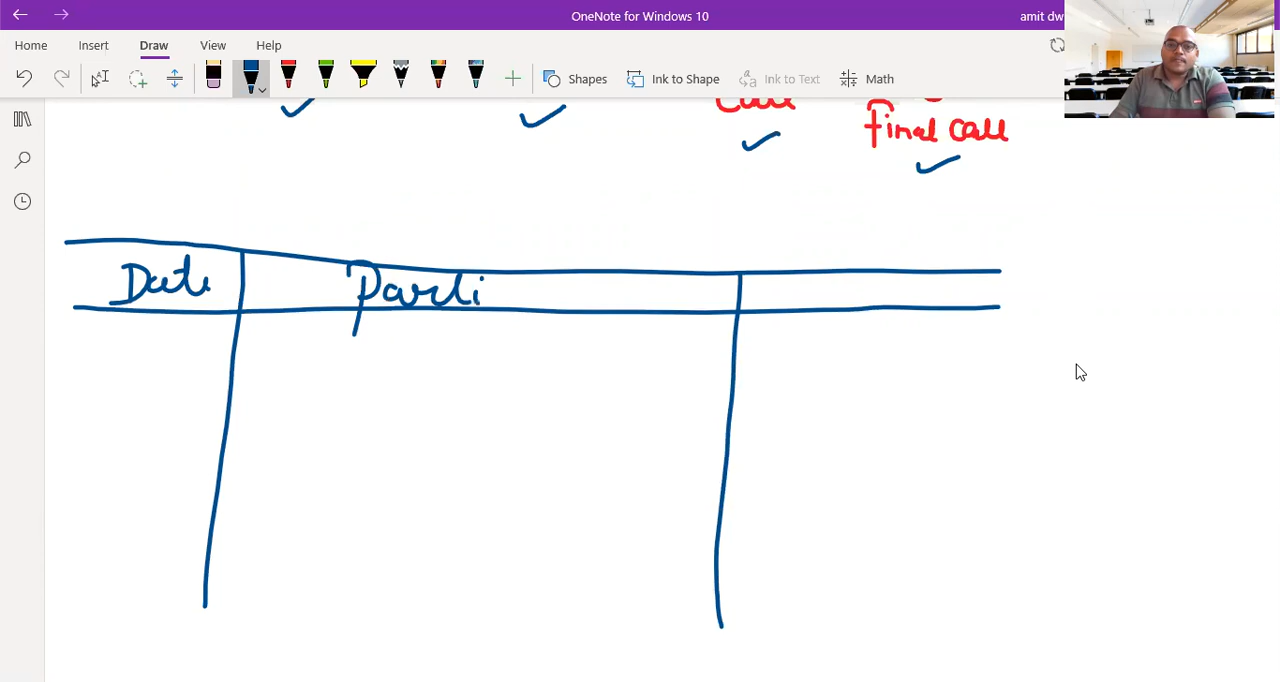 OneNote for Windows 10
amit dw
Home Insert Draw View Help
Shapes Ink to Shape Ink to Text Math
Call
final call
Date Parti